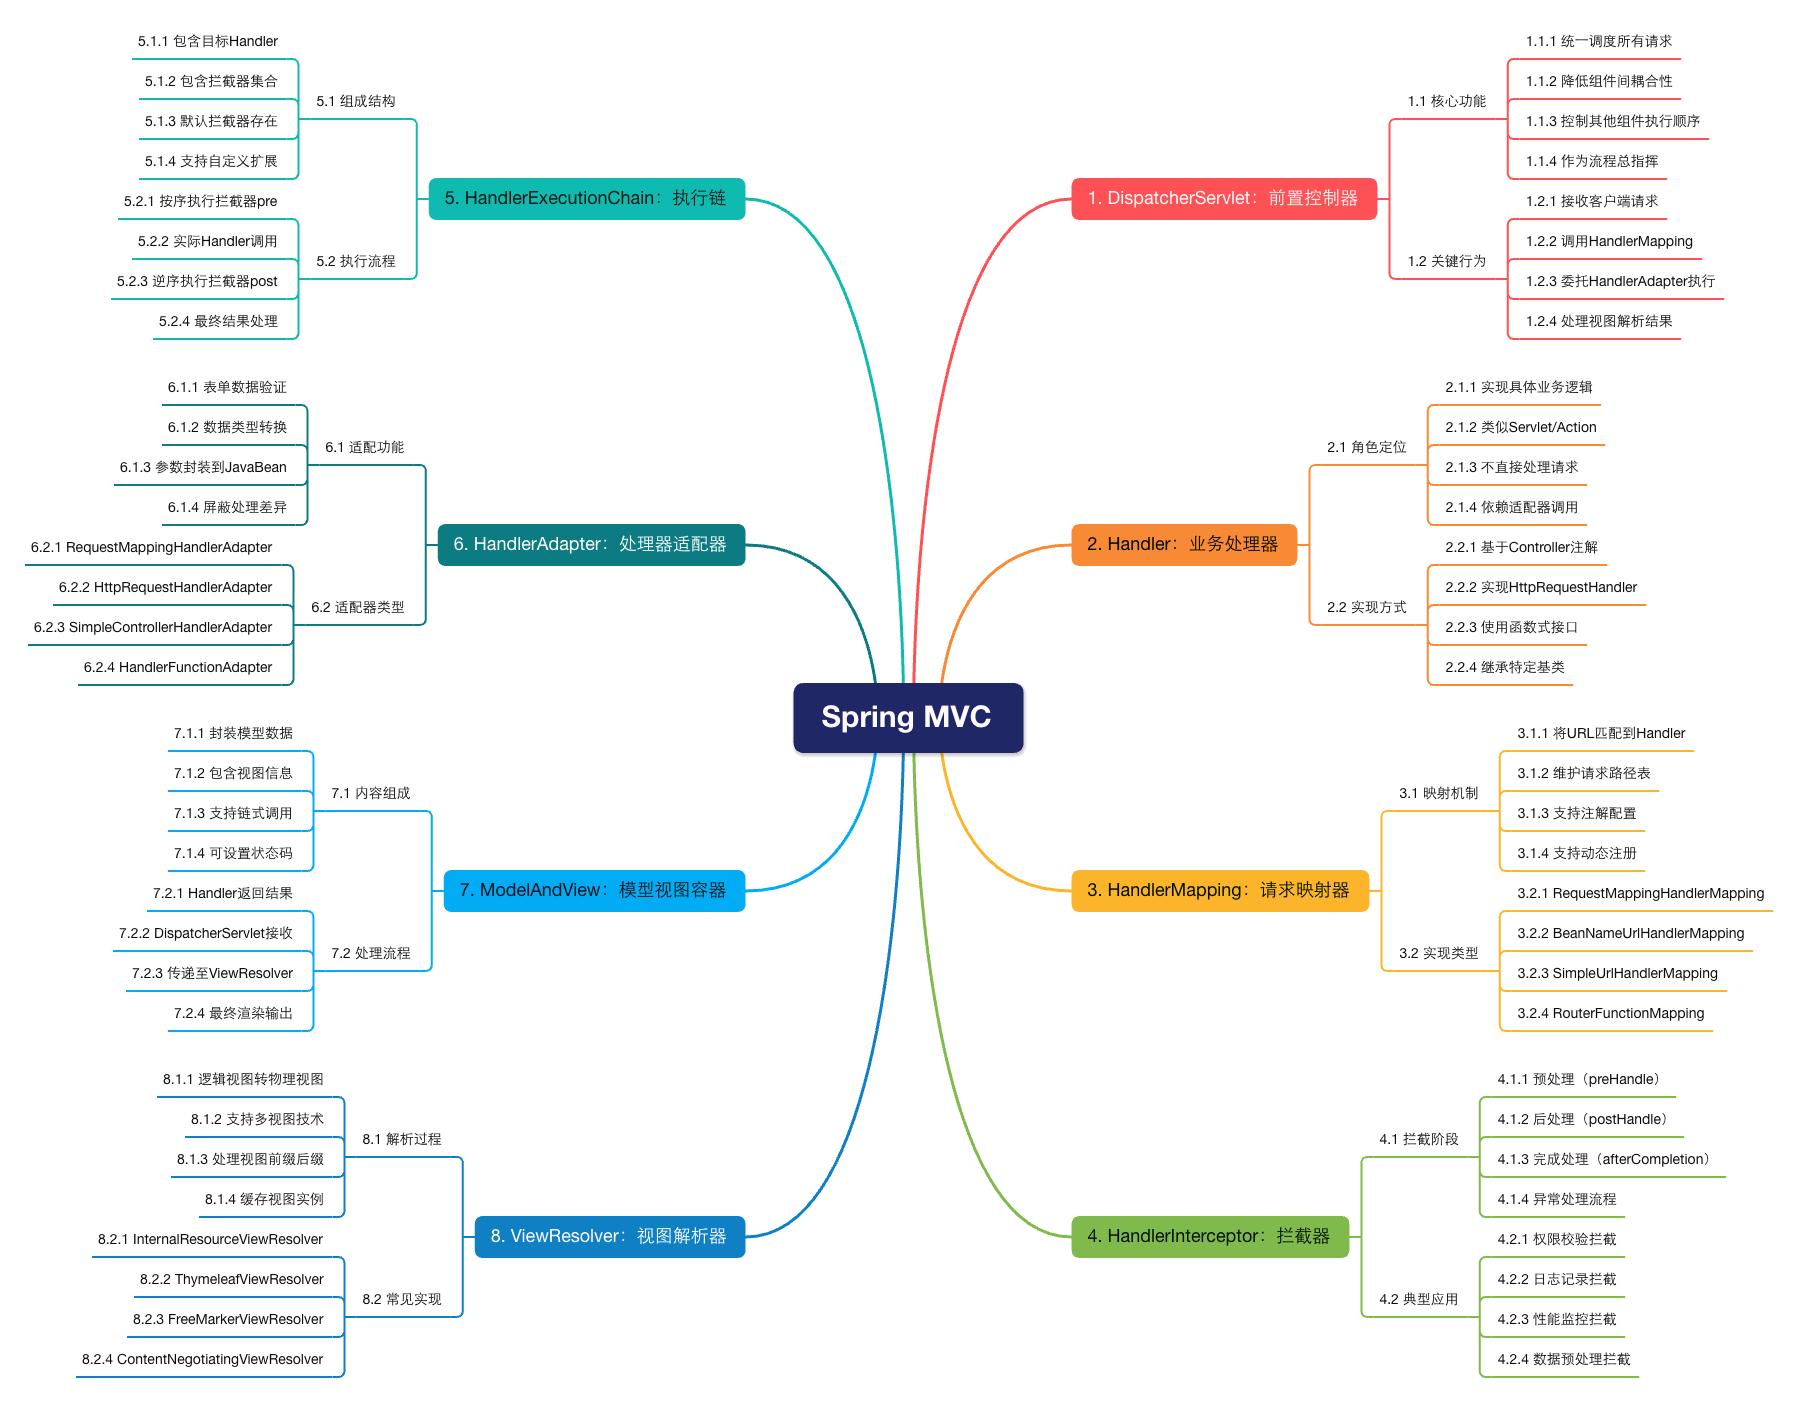 Spring MVC
1. DispatcherServlet：前置控制器
1.1 核心功能
1.1.1 统一调度所有请求
1.1.2 降低组件间耦合性
1.1.3 控制其他组件执行顺序
1.1.4 作为流程总指挥
1.2 关键行为
1.2.1 接收客户端请求
1.2.2 调用HandlerMapping
1.2.3 委托HandlerAdapter执行
1.2.4 处理视图解析结果
2. Handler：业务处理器
2.1 角色定位
2.1.1 实现具体业务逻辑
2.1.2 类似Servlet/Action
2.1.3 不直接处理请求
2.1.4 依赖适配器调用
2.2 实现方式
2.2.1 基于Controller注解
2.2.2 实现HttpRequestHandler
2.2.3 使用函数式接口
2.2.4 继承特定基类
3. HandlerMapping：请求映射器
3.1 映射机制
3.1.1 将URL匹配到Handler
3.1.2 维护请求路径表
3.1.3 支持注解配置
3.1.4 支持动态注册
3.2 实现类型
3.2.1 RequestMappingHandlerMapping
3.2.2 BeanNameUrlHandlerMapping
3.2.3 SimpleUrlHandlerMapping
3.2.4 RouterFunctionMapping
4. HandlerInterceptor：拦截器
4.1 拦截阶段
4.1.1 预处理（preHandle）
4.1.2 后处理（postHandle）
4.1.3 完成处理（afterCompletion）
4.1.4 异常处理流程
4.2 典型应用
4.2.1 权限校验拦截
4.2.2 日志记录拦截
4.2.3 性能监控拦截
4.2.4 数据预处理拦截
5. HandlerExecutionChain：执行链
5.1 组成结构
5.1.1 包含目标Handler
5.1.2 包含拦截器集合
5.1.3 默认拦截器存在
5.1.4 支持自定义扩展
5.2 执行流程
5.2.1 按序执行拦截器pre
5.2.2 实际Handler调用
5.2.3 逆序执行拦截器post
5.2.4 最终结果处理
6. HandlerAdapter：处理器适配器
6.1 适配功能
6.1.1 表单数据验证
6.1.2 数据类型转换
6.1.3 参数封装到JavaBean
6.1.4 屏蔽处理差异
6.2 适配器类型
6.2.1 RequestMappingHandlerAdapter
6.2.2 HttpRequestHandlerAdapter
6.2.3 SimpleControllerHandlerAdapter
6.2.4 HandlerFunctionAdapter
7. ModelAndView：模型视图容器
7.1 内容组成
7.1.1 封装模型数据
7.1.2 包含视图信息
7.1.3 支持链式调用
7.1.4 可设置状态码
7.2 处理流程
7.2.1 Handler返回结果
7.2.2 DispatcherServlet接收
7.2.3 传递至ViewResolver
7.2.4 最终渲染输出
8. ViewResolver：视图解析器
8.1 解析过程
8.1.1 逻辑视图转物理视图
8.1.2 支持多视图技术
8.1.3 处理视图前缀后缀
8.1.4 缓存视图实例
8.2 常见实现
8.2.1 InternalResourceViewResolver
8.2.2 ThymeleafViewResolver
8.2.3 FreeMarkerViewResolver
8.2.4 ContentNegotiatingViewResolver